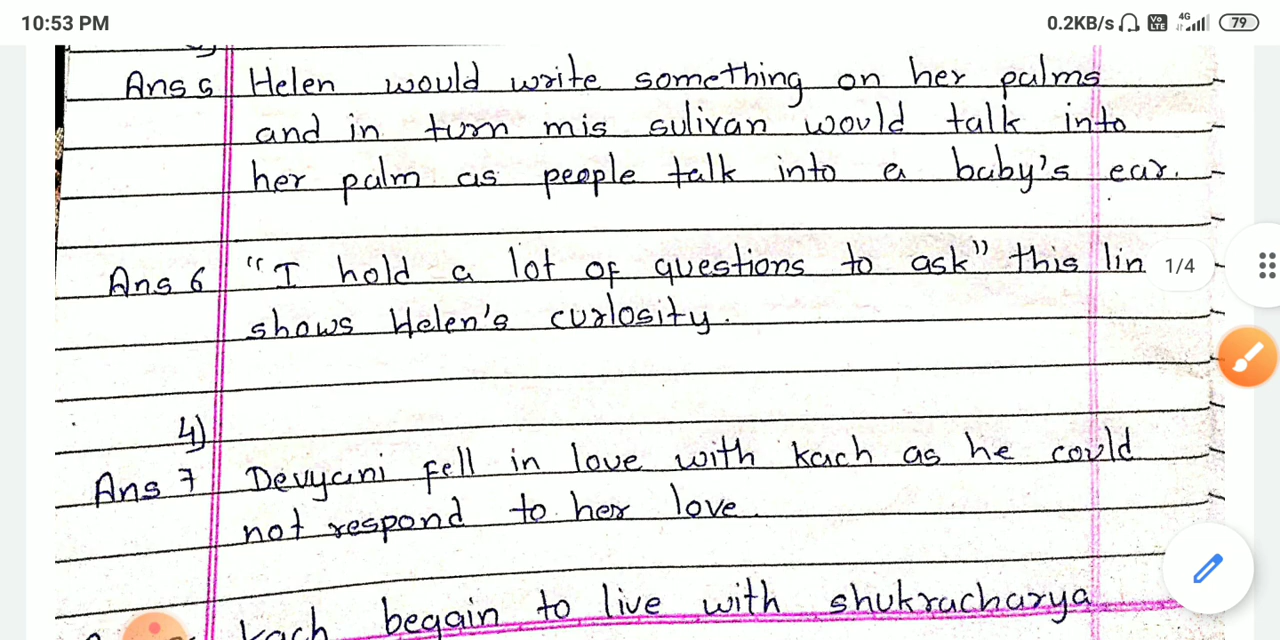 10:53 PM 0.2KB/s Vo LTE 4G 79
Ans 5 Helen would write something on her palms
and in turn mis sulivan would talk into
her palm as people talk into a baby's ear.
Ans 6 "I hold a lot of questions to ask" this lin 1/4
shows Helen's curlosity.
4)
Ans 7 Devyani fell in love with kach as he could
not respond to her love.
kach begain to live with shukracharya